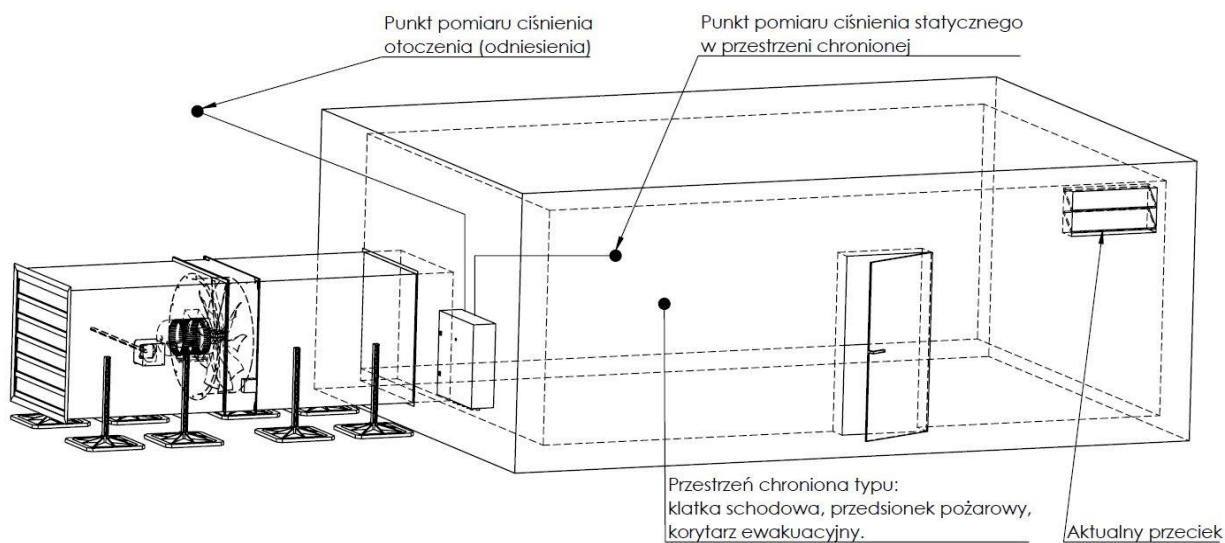 Punkt pomiaru ciśnienia
otoczenia (odniesienia)
Punkt pomiaru ciśnienia statycznego
w przestrzeni chronionej
Przestrzeń chroniona typu:
klatka schodowa, przedsionek pożarowy,
korytarz ewakuacyjny.
Aktualny przeciek